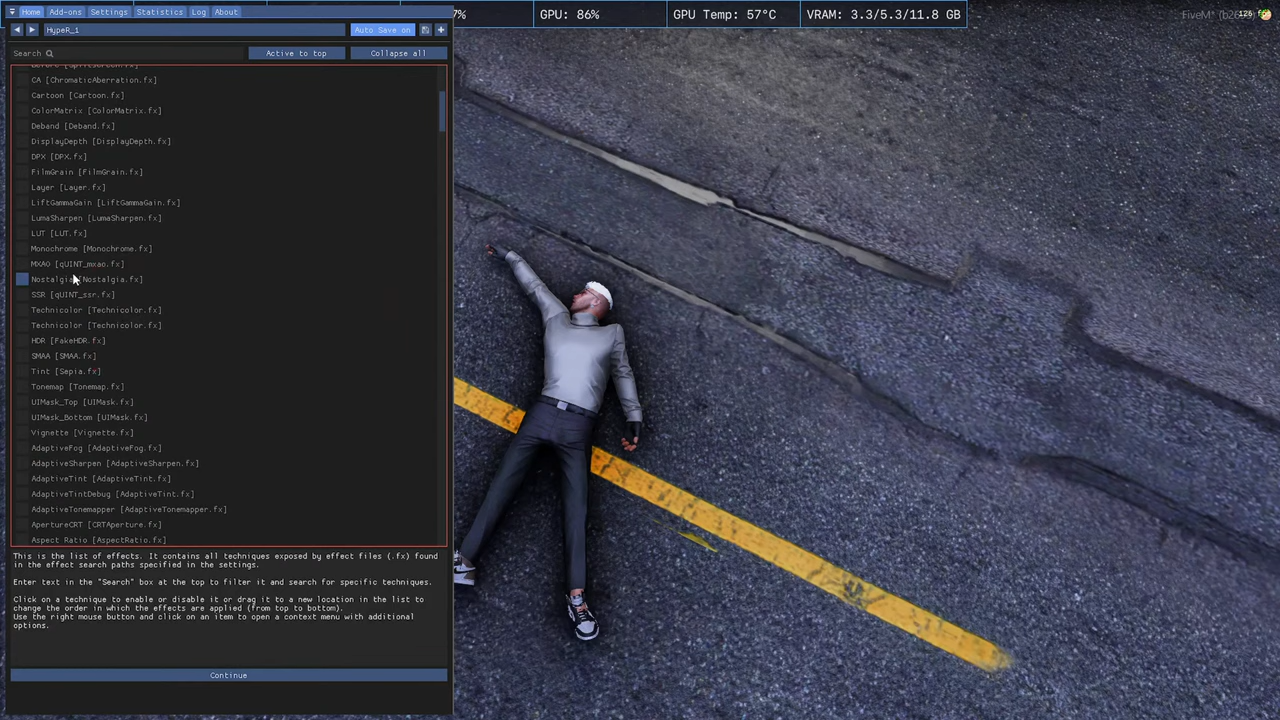 Home Add-ons Settings Statistics Log About
7% GPU: 86% GPU Temp: 57°C VRAM: 3.3/5.3/11.8 GB
FiveM®
126
HypeR_1 Auto Save on
Search Active to top Collapse all
CA [ChromaticAberration.fx]
Cartoon [Cartoon.fx]
ColorMatrix [ColorMatrix.fx]
Deband [Deband.fx]
DisplayDepth [DisplayDepth.fx]
DPX [DPX.fx]
FilmGrain [FilmGrain.fx]
Layer [Layer.fx]
LiftGammaGain [LiftGammaGain.fx]
LumaSharpen [LumaSharpen.fx]
LUT [LUT.fx]
Monochrome [Monochrome.fx]
MXAO [qUINT_mxao.fx]
Nostalgia [Nostalgia.fx]
SSR [qUINT_ssr.fx]
Technicolor [Technicolor.fx]
Technicolor [Technicolor.fx]
HDR [FakeHDR.fx]
SMAA [SMAA.fx]
Tint [Sepia.fx]
Tonemap [Tonemap.fx]
UIMask_Top [UIMask.fx]
UIMask_Bottom [UIMask.fx]
Vignette [Vignette.fx]
AdaptiveFog [AdaptiveFog.fx]
AdaptiveSharpen [AdaptiveSharpen.fx]
AdaptiveTint [AdaptiveTint.fx]
AdaptiveTintDebug [AdaptiveTint.fx]
AdaptiveTonemapper [AdaptiveTonemapper.fx]
ApertureCRT [CRTAperture.fx]
Aspect Ratio [AspectRatio.fx]
This is the list of effects. It contains all techniques exposed by effect files (.fx) found
in the effect search paths specified in the settings.
Enter text in the "Search" box at the top to filter it and search for specific techniques.
Click on a technique to enable or disable it or drag it to a new location in the list to
change the order in which the effects are applied (from top to bottom).
Use the right mouse button and click on an item to open a context menu with additional
options.
Continue